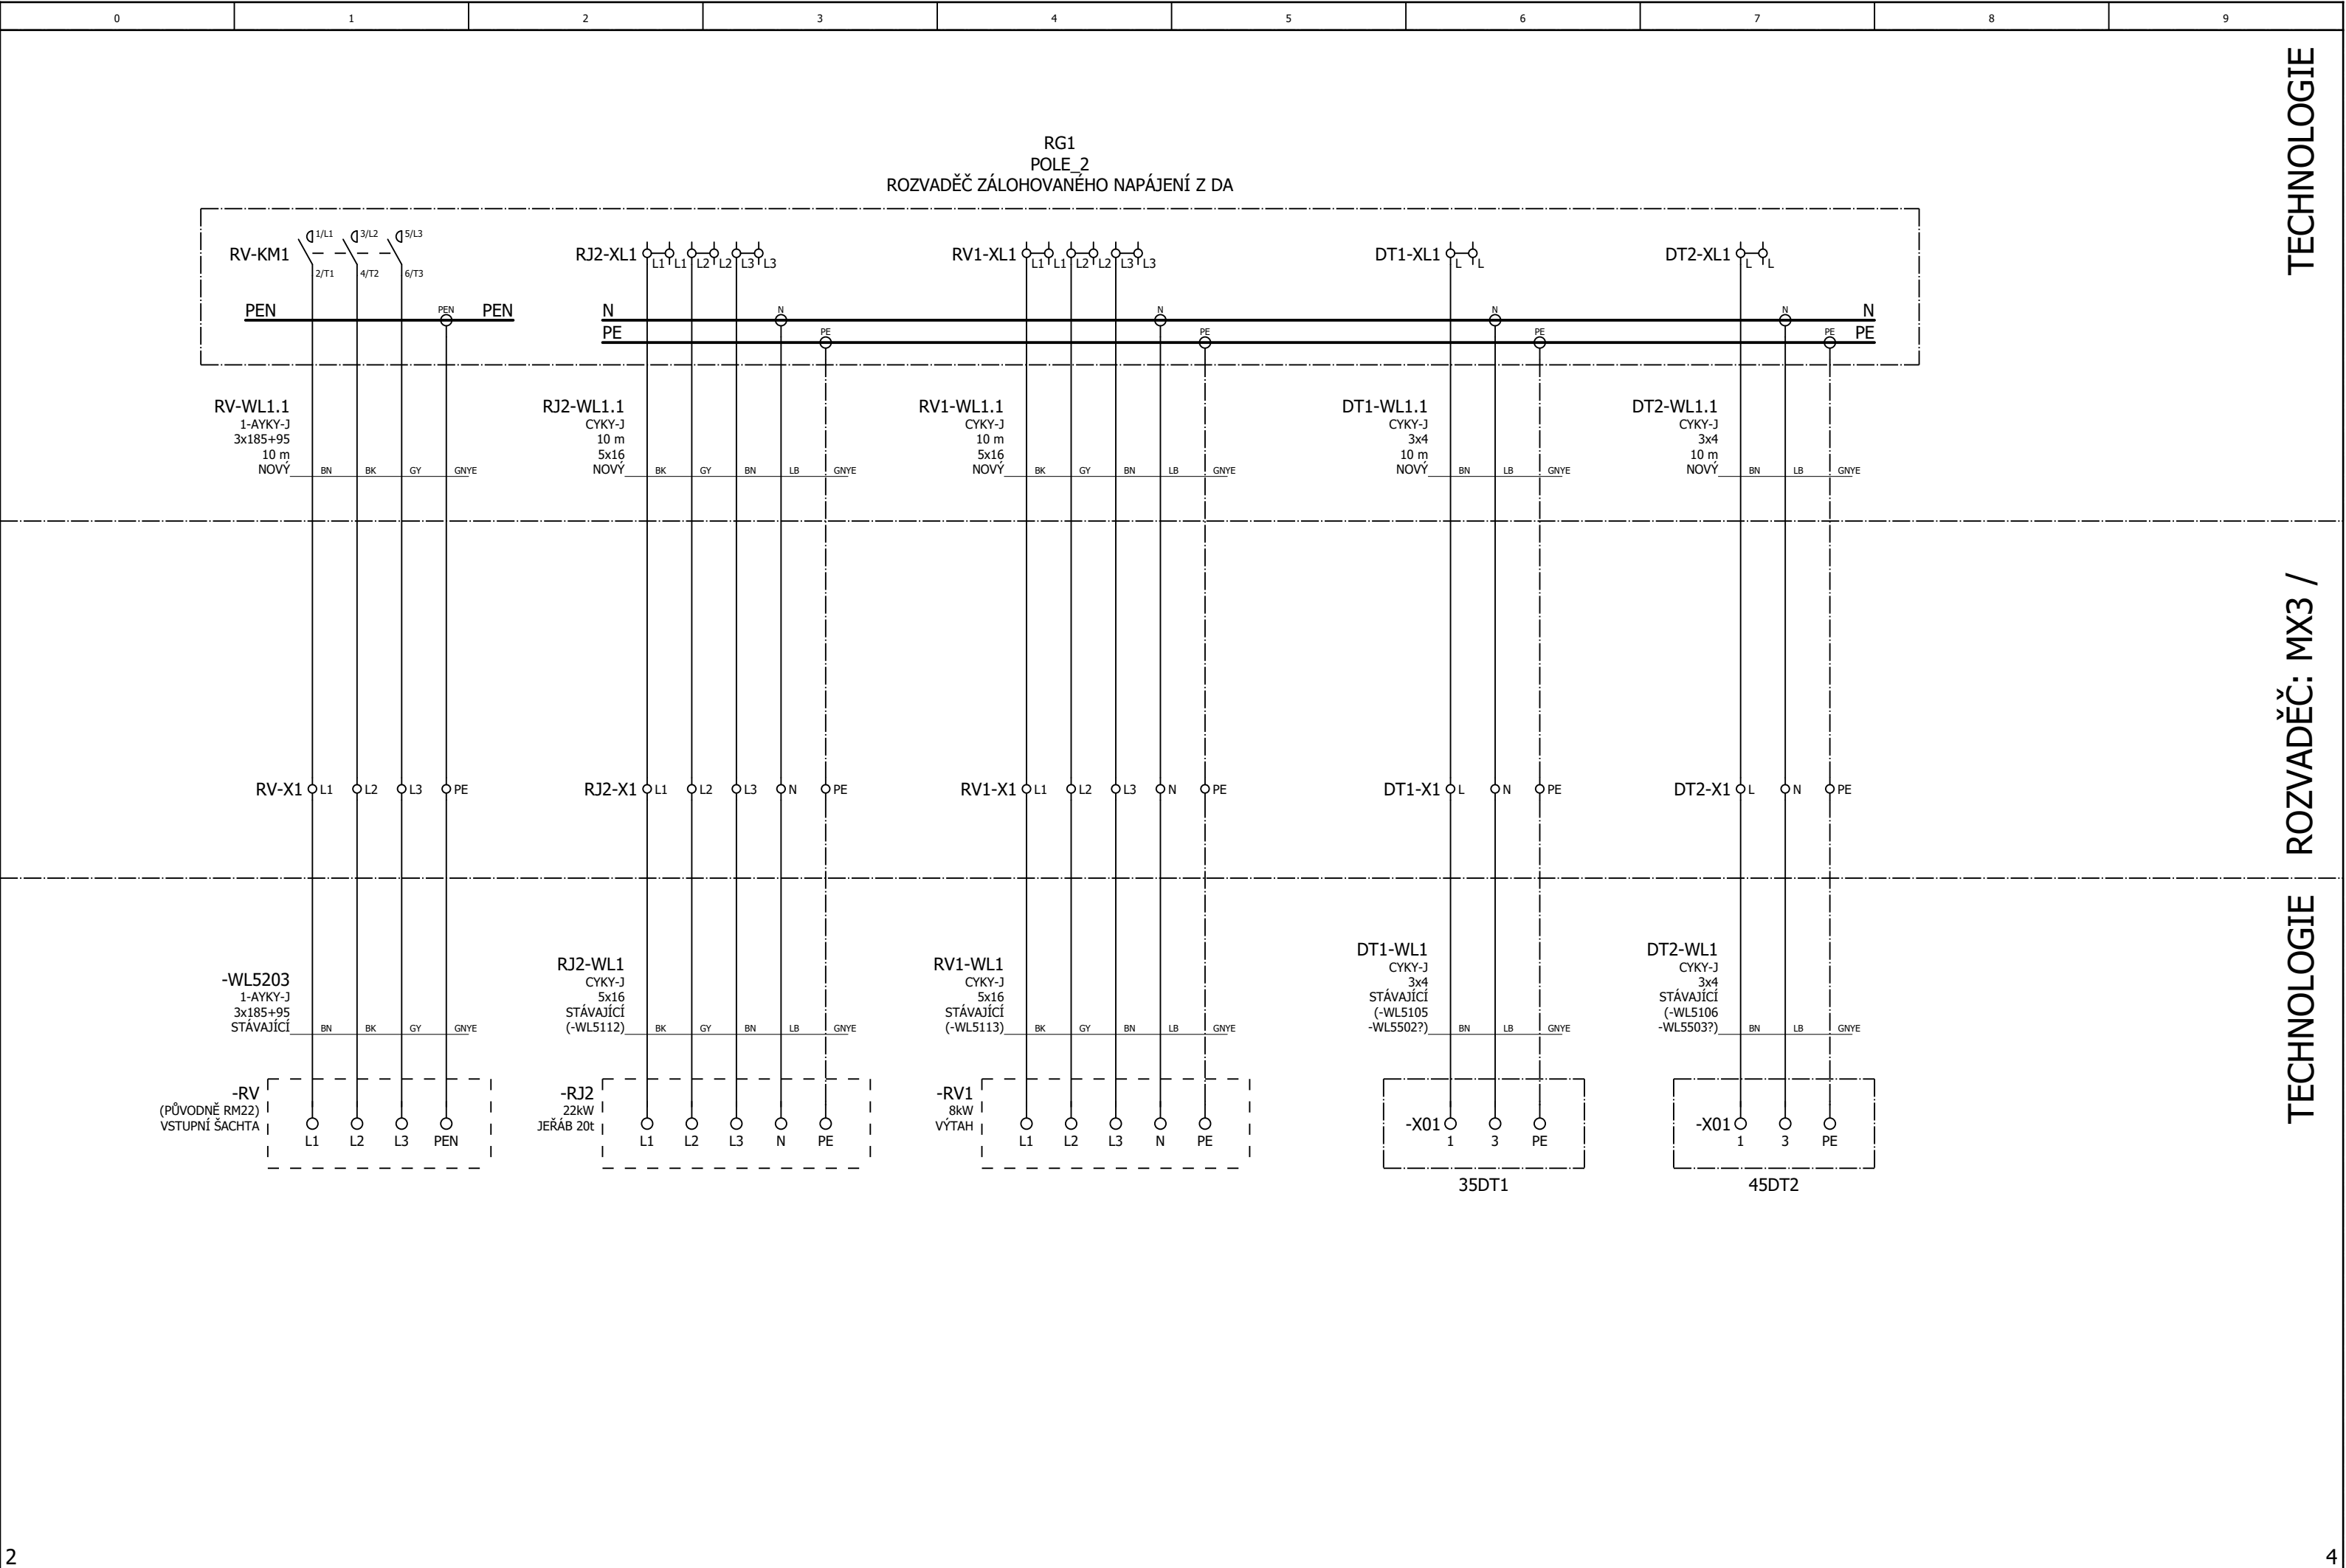 0 1 2 3 4 5 6 7 8 9
TECHNOLOGIE
RG1
POLE_2
ROZVADĚČ ZÁLOHOVANÉHO NAPÁJENÍ Z DA
RV-KM1 1/L1 3/L2 5/L3
2/T1 4/T2 6/T3
RJ2-XL1 L1 L1 L2 L2 L3 L3
RV1-XL1 L1 L1 L2 L2 L3 L3
DT1-XL1 L L
DT2-XL1 L L
PEN PEN PEN
N N N N N N
PE PE PE PE PE PE
RV-WL1.1
1-AYKY-J
3x185+95
10 m
NOVÝ BN BK GY GNYE
RJ2-WL1.1
CYKY-J
10 m
5x16
NOVÝ BK GY BN LB GNYE
RV1-WL1.1
CYKY-J
10 m
5x16
NOVÝ BK GY BN LB GNYE
DT1-WL1.1
CYKY-J
3x4
10 m
NOVÝ BN LB GNYE
DT2-WL1.1
CYKY-J
3x4
10 m
NOVÝ BN LB GNYE
ROZVADĚČ: MX3 /
RV-X1 L1 L2 L3 PE
RJ2-X1 L1 L2 L3 N PE
RV1-X1 L1 L2 L3 N PE
DT1-X1 L N PE
DT2-X1 L N PE
TECHNOLOGIE
-WL5203
1-AYKY-J
3x185+95
STÁVAJÍCÍ BN BK GY GNYE
RJ2-WL1
CYKY-J
5x16
STÁVAJÍCÍ
(-WL5112) BK GY BN LB GNYE
RV1-WL1
CYKY-J
5x16
STÁVAJÍCÍ
(-WL5113) BK GY BN LB GNYE
DT1-WL1
CYKY-J
3x4
STÁVAJÍCÍ
(-WL5105
-WL5502?) BN LB GNYE
DT2-WL1
CYKY-J
3x4
STÁVAJÍCÍ
(-WL5106
-WL5503?) BN LB GNYE
-RV
(PŮVODNĚ RM22)
VSTUPNÍ ŠACHTA
L1 L2 L3 PEN
-RJ2
22kW
JEŘÁB 20t
L1 L2 L3 N PE
-RV1
8kW
VÝTAH
L1 L2 L3 N PE
-X01
1 3 PE
35DT1
-X01
1 3 PE
45DT2
2
4